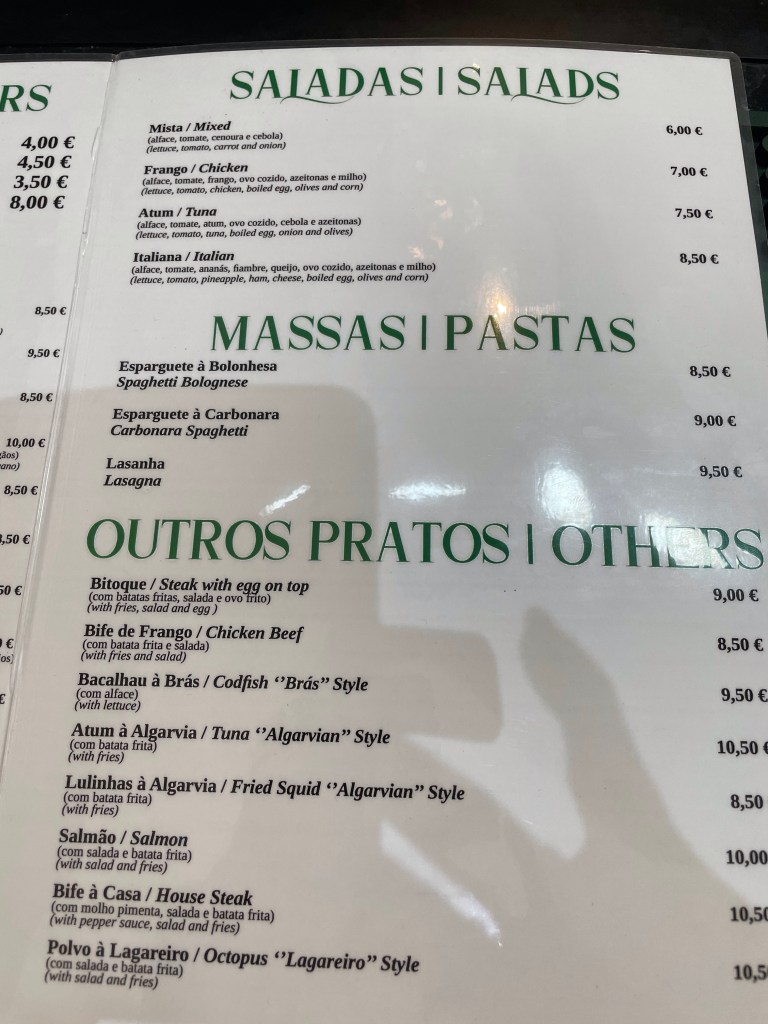 RS
4,00 €
4,50 €
3,50 €
8,00 €
8,50 €
9,50 €
8,50 €
10,00 €
8,50 €
SALADAS | SALADS
Mista / Mixed 6,00 €
(alface, tomate, cenoura e cebola)
(lettuce, tomato, carrot and onion)
Frango / Chicken 7,00 €
(alface, tomate, frango, ovo cozido, azeitonas e milho)
(lettuce, tomato, chicken, boiled egg, olives and corn)
Atum / Tuna 7,50 €
(alface, tomate, atum, ovo cozido, cebola e azeitonas)
(lettuce, tomato, tuna, boiled egg, onion and olives)
Italiana / Italian 8,50 €
(alface, tomate, ananás, fiambre, queijo, ovo cozido, azeitonas e milho)
(lettuce, tomato, pineapple, ham, cheese, boiled egg, olives and corn)
MASSAS | PASTAS
Esparguete à Bolonhesa 8,50 €
Spaghetti Bolognese
Esparguete à Carbonara 9,00 €
Carbonara Spaghetti
Lasanha 9,50 €
Lasagna
OUTROS PRATOS | OTHERS
Bitoque / Steak with egg on top 9,00 €
(com batatas fritas, salada e ovo frito)
(with fries, salad and egg )
Bife de Frango / Chicken Beef 8,50 €
(com batata frita e salada)
(with fries and salad)
Bacalhau à Brás / Codfish ‘’Brás’’ Style 9,50 €
(com alface)
(with lettuce)
Atum à Algarvia / Tuna ‘’Algarvian’’ Style 10,50 €
(com batata frita)
(with fries)
Lulinhas à Algarvia / Fried Squid ‘’Algarvian’’ Style 8,50
(com batata frita)
(with fries)
Salmão / Salmon 10,00
(com salada e batata frita)
(with salad and fries)
Bife à Casa / House Steak 10,50
(com molho pimenta, salada e batata frita)
(with pepper sauce, salad and fries)
Polvo à Lagareiro / Octopus ‘’Lagareiro’’ Style 10,5
(com salada e batata frita)
(with salad and fries)